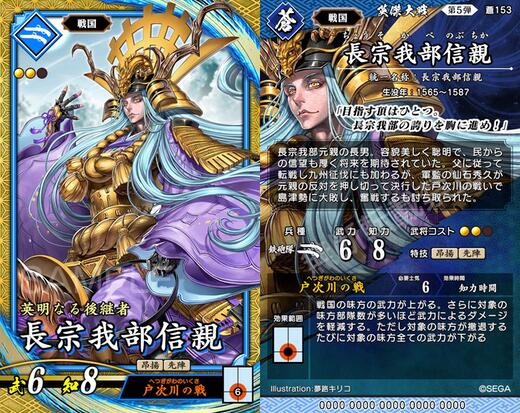 戦国
英明なる後継者
長宗我部信親
昂揚 先陣
武6 知8
へつぎがわのいくさ
戸次川の戦
6
蒼
戦国
英傑大戦
第5弾
蒼153
ちょうそかべのぶちか
長宗我部信親
統一名称:長宗我部信親
生没年:1565~1587
「目指す頂はひとつ。
長宗我部の誇りを胸に進め!」
長宗我部元親の長男。容貌美しく聡明で、民から
の信望も厚く将来を期待されていた。父に従って
転戦し九州征伐にも加わるが、軍監の仙石秀久が
元親の反対を押し切って決行した戸次川の戦いで
島津勢に大敗し、奮戦するも討ち取られた。
兵種 武力 知力 武将コスト
鉄砲隊 6 8 特技 昂揚 先陣
へつぎがわのいくさ 必要士気 効果時間
戸次川の戦 6 知力時間
効果範囲
戦国の味方の武力が上がる。さらに対象の
味方部隊数が多いほど武力によるダメージ
を軽減する。ただし対象の味方が撤退する
たびに対象の味方全ての武力が下がる
Illustration:夢路キリコ
©SEGA
0000 0000 0000 0000 0000